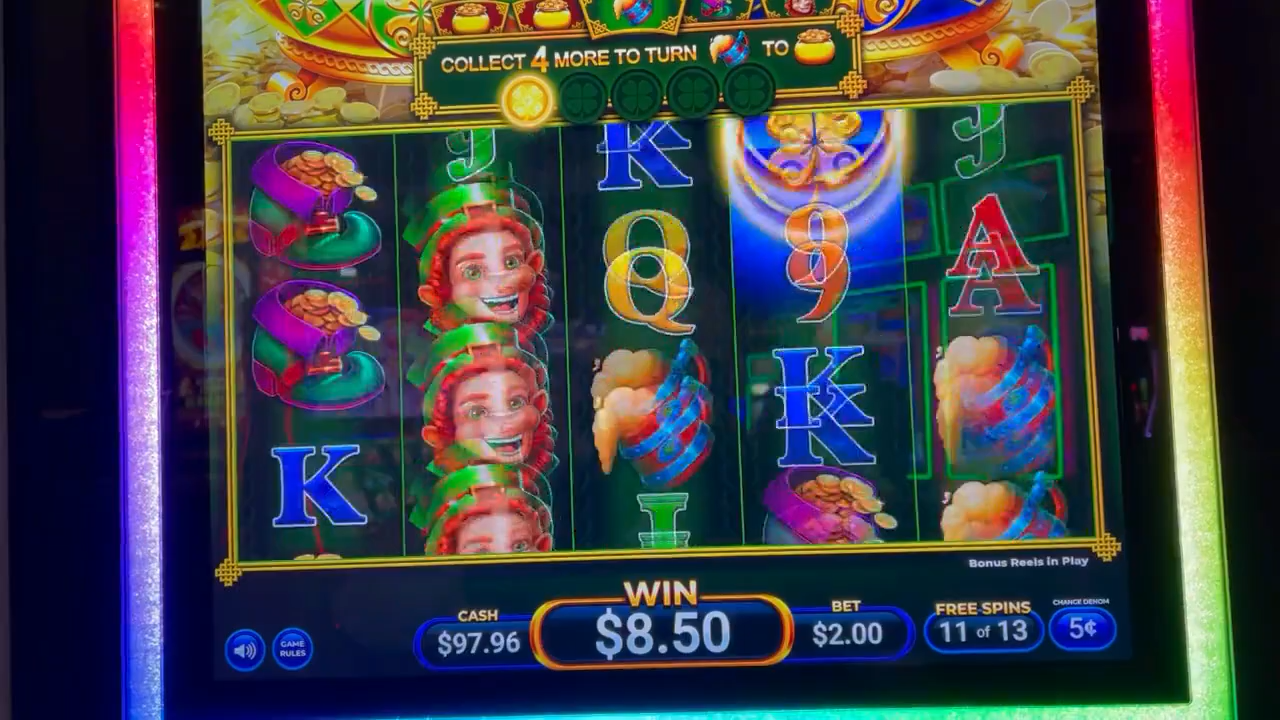 COLLECT 4 MORE TO TURN TO
J K J
Q 9 A
K K
J
Bonus Reels in Play
WIN
CASH $8.50 BET FREE SPINS CHANGE DENOM
$97.96 $2.00 11 OF 13 5¢
GAME
RULES